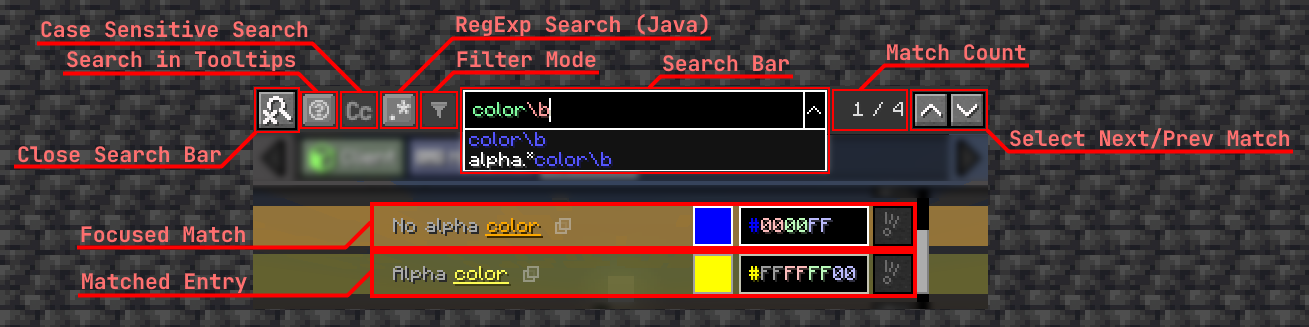 RegExp Search (Java)
Case Sensitive Search
Search in Tooltips
Filter Mode
Search Bar
Match Count
Cc
.*
color\b
1 / 4
color\b
alpha.*color\b
Close Search Bar
Select Next/Prev Match
Client
No alpha color
#0000FF
Focused Match
Alpha color
#FFFFFF00
Matched Entry